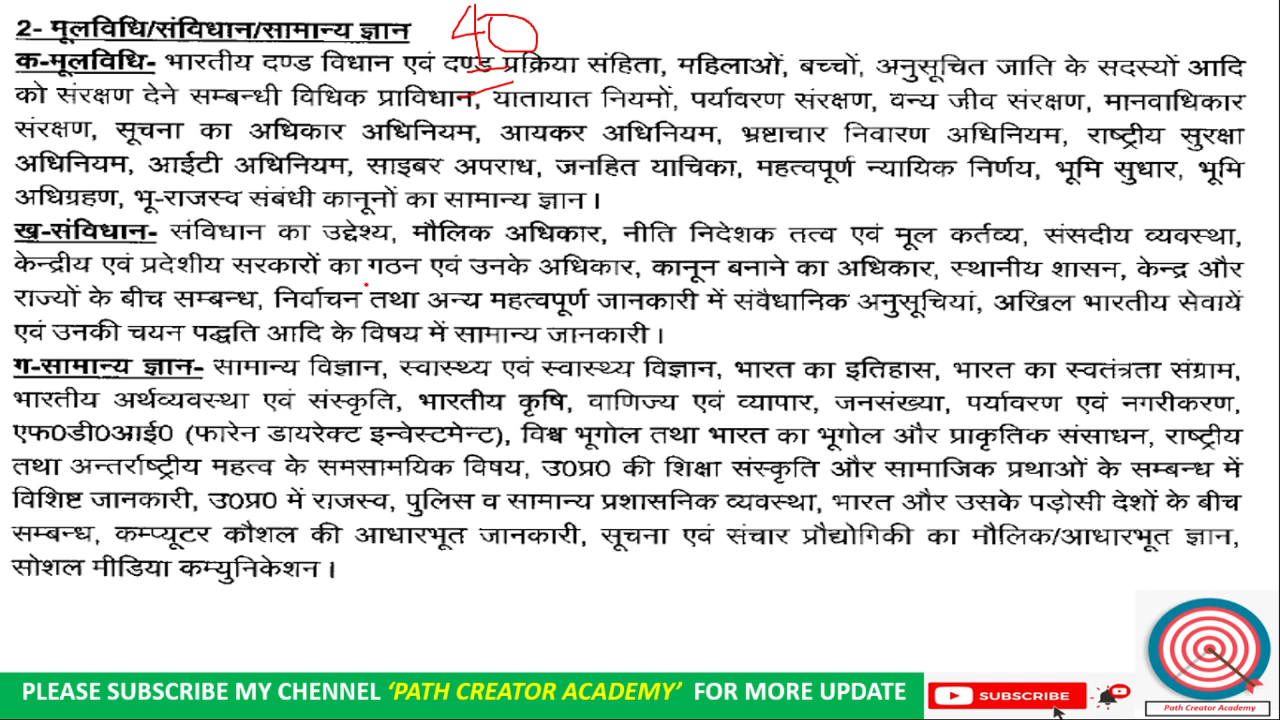 2- मूलविधि/संविधान/सामान्य ज्ञान
40
क-मूलविधि- भारतीय दण्ड विधान एवं दण्ड प्रक्रिया संहिता, महिलाओं, बच्चों, अनुसूचित जाति के सदस्यों आदि
को संरक्षण देने सम्बन्धी विधिक प्राविधान, यातायात नियमों, पर्यावरण संरक्षण, वन्य जीव संरक्षण, मानवाधिकार
संरक्षण, सूचना का अधिकार अधिनियम, आयकर अधिनियम, भ्रष्टाचार निवारण अधिनियम, राष्ट्रीय सुरक्षा
अधिनियम, आईटी अधिनियम, साइबर अपराध, जनहित याचिका, महत्वपूर्ण न्यायिक निर्णय, भूमि सुधार, भूमि
अधिग्रहण, भू-राजस्व संबंधी कानूनों का सामान्य ज्ञान ।
ख-संविधान- संविधान का उद्देश्य, मौलिक अधिकार, नीति निदेशक तत्व एवं मूल कर्तव्य, संसदीय व्यवस्था,
केन्द्रीय एवं प्रदेशीय सरकारों का गठन एवं उनके अधिकार, कानून बनाने का अधिकार, स्थानीय शासन, केन्द्र और
राज्यों के बीच सम्बन्ध, निर्वाचन तथा अन्य महत्वपूर्ण जानकारी में संवैधानिक अनुसूचियां, अखिल भारतीय सेवायें
एवं उनकी चयन पद्धति आदि के विषय में सामान्य जानकारी ।
ग-सामान्य ज्ञान- सामान्य विज्ञान, स्वास्थ्य एवं स्वास्थ्य विज्ञान, भारत का इतिहास, भारत का स्वतंत्रता संग्राम,
भारतीय अर्थव्यवस्था एवं संस्कृति, भारतीय कृषि, वाणिज्य एवं व्यापार, जनसंख्या, पर्यावरण एवं नगरीकरण,
एफ0डी0आई0 (फारेन डायरेक्ट इन्वेस्टमेन्ट), विश्व भूगोल तथा भारत का भूगोल और प्राकृतिक संसाधन, राष्ट्रीय
तथा अन्तर्राष्ट्रीय महत्व के समसामयिक विषय, उ0प्र0 की शिक्षा संस्कृति और सामाजिक प्रथाओं के सम्बन्ध में
विशिष्ट जानकारी, उ0प्र0 में राजस्व, पुलिस व सामान्य प्रशासनिक व्यवस्था, भारत और उसके पड़ोसी देशों के बीच
सम्बन्ध, कम्प्यूटर कौशल की आधारभूत जानकारी, सूचना एवं संचार प्रौद्योगिकी का मौलिक/आधारभूत ज्ञान,
सोशल मीडिया कम्युनिकेशन ।
PLEASE SUBSCRIBE MY CHENNEL ‘PATH CREATOR ACADEMY’ FOR MORE UPDATE
SUBSCRIBE
Path Creator Academy